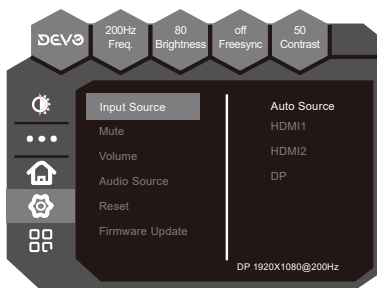 DEVO
200Hz
Freq.
80
Brightness
off
Freesync
50
Contrast
Input Source
Mute
Volume
Audio Source
Reset
Firmware Update
Auto Source
HDMI1
HDMI2
DP
DP 1920X1080@200Hz